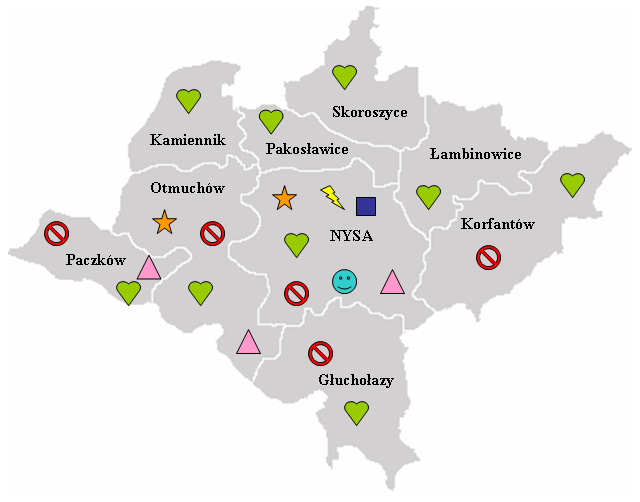 Skoroszyce
Kamiennik
Pakosławice
Łambinowice
Otmuchów
Korfantów
NYSA
Paczków
Głuchołazy